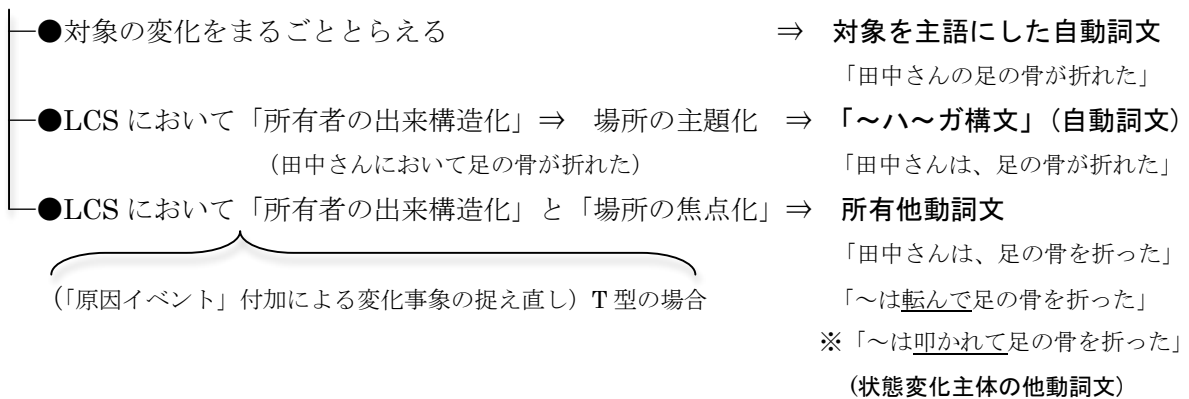 ●対象の変化をまるごととらえる ⇒ 対象を主語にした自動詞文
「田中さんの足の骨が折れた」
●LCS において「所有者の出来構造化」⇒ 場所の主題化 ⇒ 「～ハ～ガ構文」(自動詞文)
(田中さんにおいて足の骨が折れた) 「田中さんは、足の骨が折れた」
●LCS において「所有者の出来構造化」と「場所の焦点化」⇒ 所有他動詞文
「田中さんは、足の骨を折った」
(「原因イベント」付加による変化事象の捉え直し) T 型の場合 「～は転んで足の骨を折った」
※「～は叩かれて足の骨を折った」
(状態変化主体の他動詞文)